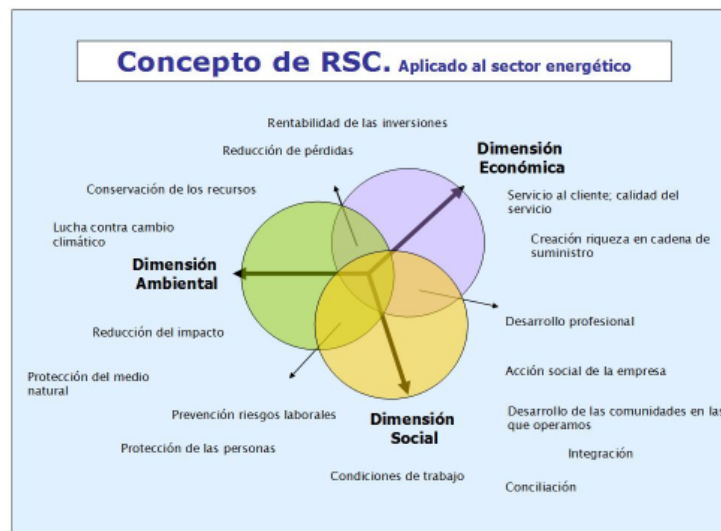 Concepto de RSC. Aplicado al sector energético
Rentabilidad de las inversiones
Reducción de pérdidas
Dimensión
Económica
Conservación de los recursos
Servicio al cliente; calidad del
servicio
Lucha contra cambio
climático
Creación riqueza en cadena de
suministro
Dimensión
Ambiental
Reducción del impacto
Desarrollo profesional
Protección del medio
natural
Acción social de la empresa
Prevención riesgos laborales
Dimensión
Social
Desarrollo de las comunidades en las
que operamos
Protección de las personas
Integración
Condiciones de trabajo
Conciliación